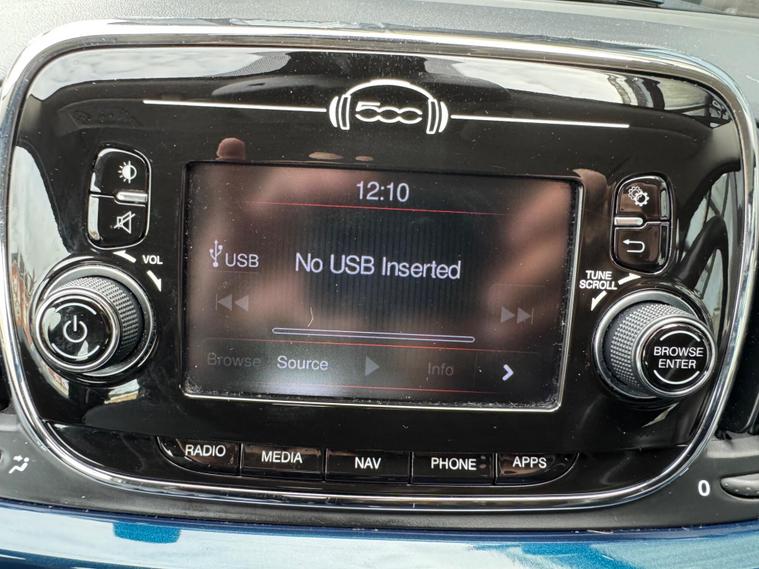 500
12:10
VOL
USB
No USB Inserted
TUNE
SCROLL
BROWSE
ENTER
Browse Source Info
RADIO MEDIA NAV PHONE APPS
0